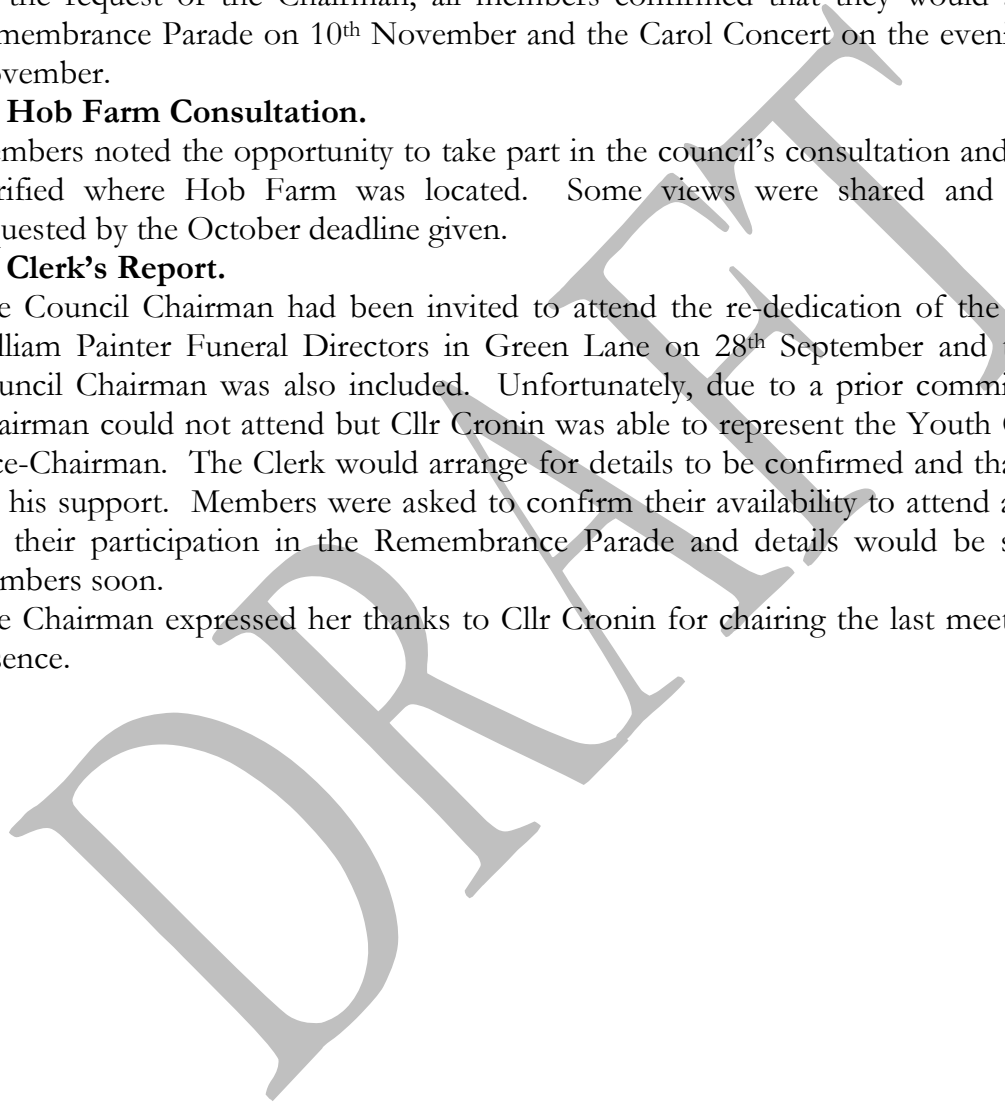 the request of the Chairman, all members confirmed that they would
membrance Parade on 10th November and the Carol Concert on the eveni
ovember.
Hob Farm Consultation.
embers noted the opportunity to take part in the council's consultation and
rified where Hob Farm was located. Some views were shared and
quested by the October deadline given.
Clerk's Report.
e Council Chairman had been invited to attend the re-dedication of the
lliam Painter Funeral Directors in Green Lane on 28th September and
ouncil Chairman was also included. Unfortunately, due to a prior commi
airman could not attend but Cllr Cronin was able to represent the Youth
ce-Chairman. The Clerk would arrange for details to be confirmed and tha
his support. Members were asked to confirm their availability to attend a
their participation in the Remembrance Parade and details would be s
embers soon.
e Chairman expressed her thanks to Cllr Cronin for chairing the last meet
sence.
DRAFT